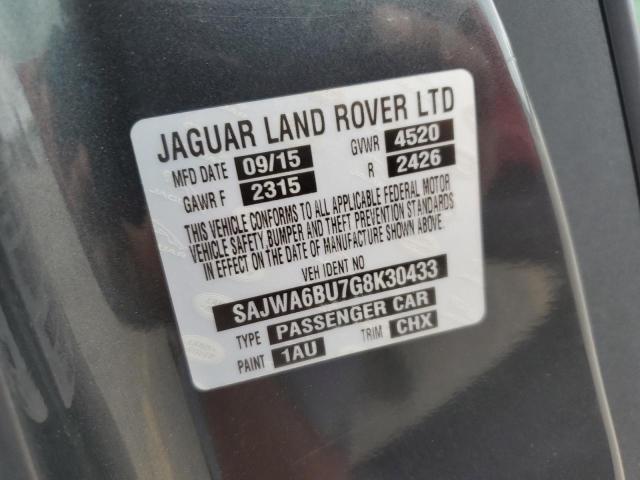 JAGUAR LAND ROVER LTD
MFD DATE 09/15 GVWR 4520
GAWR F 2315 R 2426
THIS VEHICLE CONFORMS TO ALL APPLICABLE FEDERAL MOTOR
VEHICLE SAFETY, BUMPER AND THEFT PREVENTION STANDARDS
IN EFFECT ON THE DATE OF MANUFACTURE SHOWN ABOVE.
VEH IDENT NO
SAJWA6BU7G8K30433
TYPE PASSENGER CAR
PAINT 1AU TRIM CHX